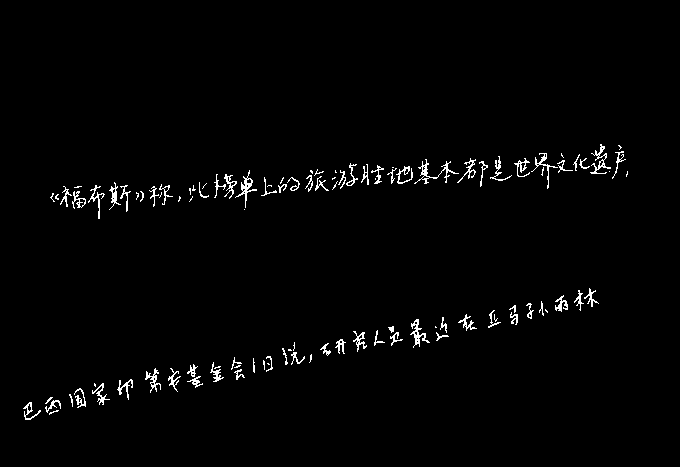 《福布斯》称,此榜单上的旅游胜地基本都是世界文化遗产,
巴西国家印第安基金会1日说,研究人员最近在亚马孙雨林